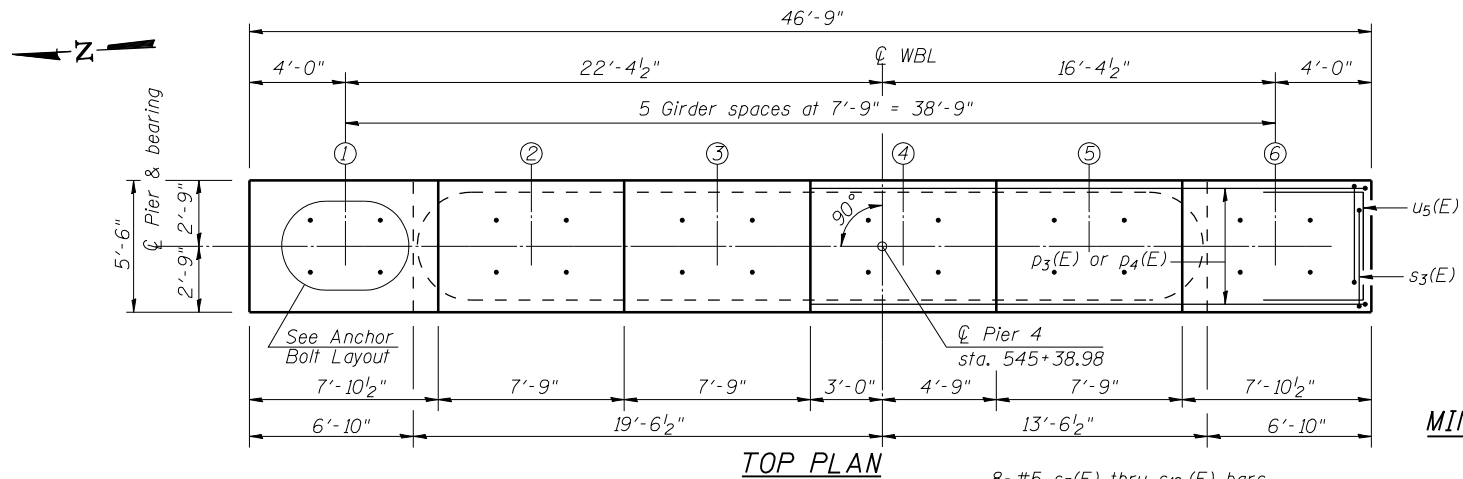 46'-9"
Z
℄ WBL
4'-0"
22'-4½"
16'-4½"
4'-0"
5 Girder spaces at 7'-9" = 38'-9"
℄ Pier & bearing
1
2
3
4
5
6
5'-6"
2'-9"
2'-9"
90°
u5(E)
p3(E) or p4(E)
s3(E)
See Anchor
Bolt Layout
℄ Pier 4
sta. 545+38.98
7'-10½"
7'-9"
7'-9"
3'-0"
4'-9"
7'-9"
7'-10½"
6'-10"
19'-6½"
13'-6½"
6'-10"
TOP PLAN